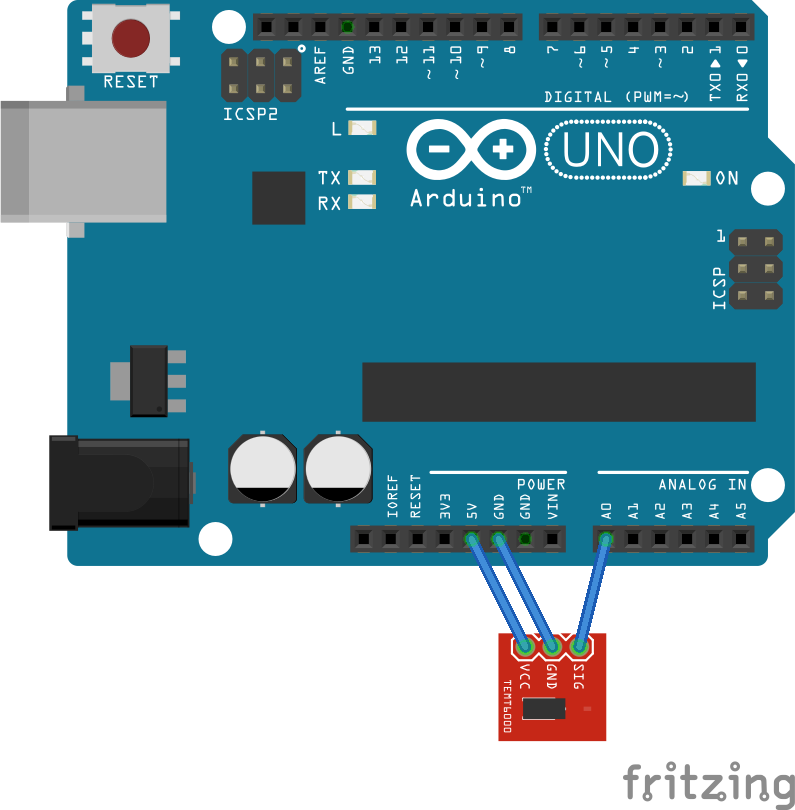 RESET
ICSP2
AREF
GND
13
12
~11
~10
~9
8
7
~6
~5
4
~3
2
TX0▶1
RX0◀0
DIGITAL (PWM=~)
L
TX
RX
Arduino™
UNO
ON
1
ICSP
POWER
ANALOG IN
IOREF
RESET
3V3
5V
GND
GND
VIN
A0
A1
A2
A3
A4
A5
VCC
GND
SIG
TEMT6000
fritzing